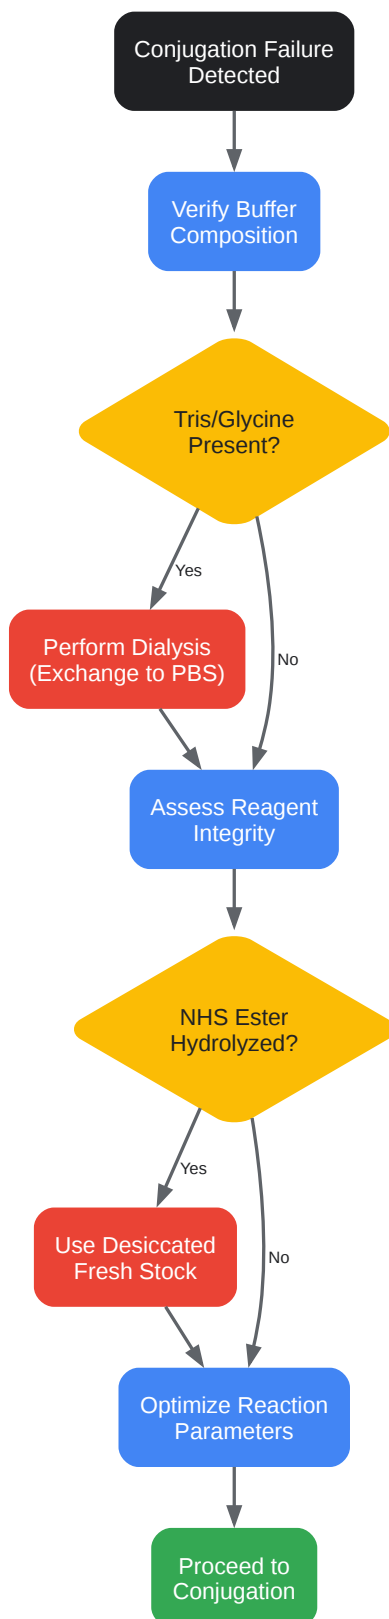 Conjugation Failure
Detected
Verify Buffer
Composition
Tris/Glycine
Present?
Yes
Perform Dialysis
(Exchange to PBS)
No
Assess Reagent
Integrity
NHS Ester
Hydrolyzed?
Yes
Use Desiccated
Fresh Stock
No
Optimize Reaction
Parameters
Proceed to
Conjugation